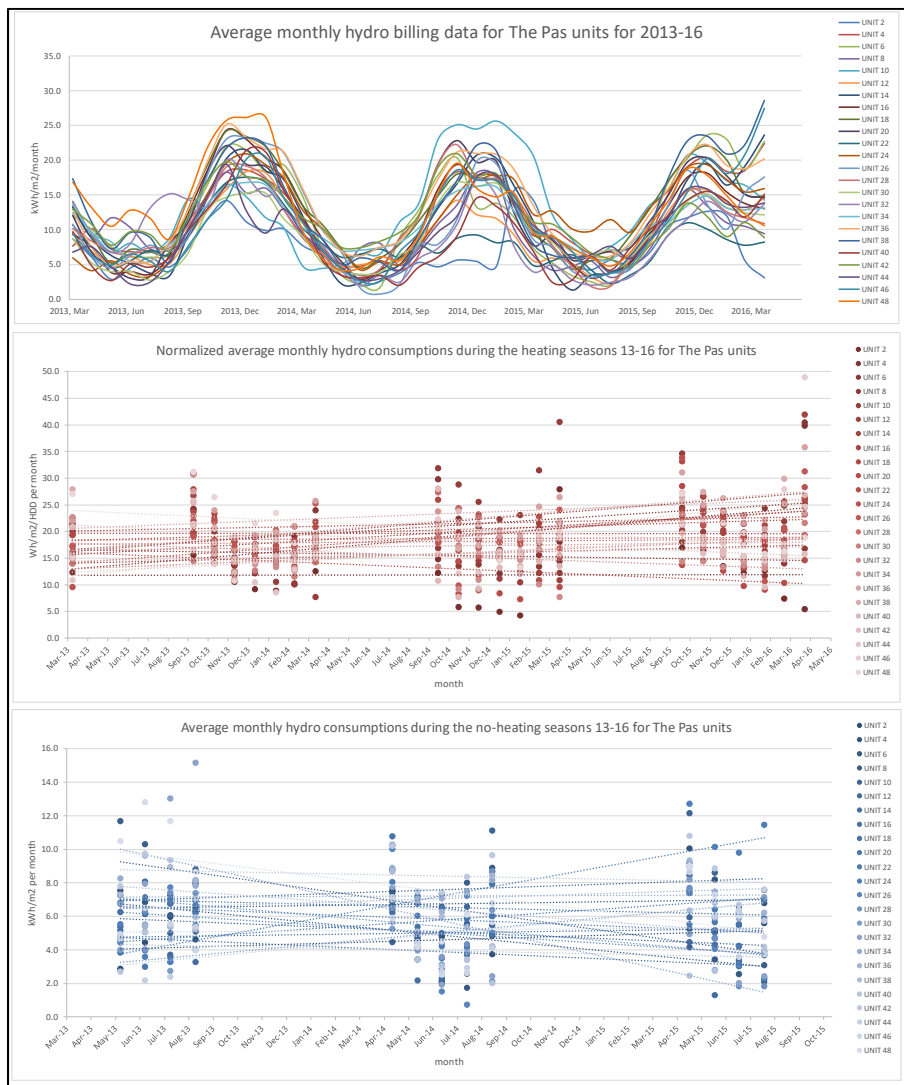 Average monthly hydro billing data for The Pas units for 2013-16
kWh/m2/month
35.0
30.0
25.0
20.0
15.0
10.0
5.0
0.0
2013, Mar 2013, Jun 2013, Sep 2013, Dec 2014, Mar 2014, Jun 2014, Sep 2014, Dec 2015, Mar 2015, Jun 2015, Sep 2015, Dec 2016, Mar
UNIT 2
UNIT 4
UNIT 6
UNIT 8
UNIT 10
UNIT 12
UNIT 14
UNIT 16
UNIT 18
UNIT 20
UNIT 22
UNIT 24
UNIT 26
UNIT 28
UNIT 30
UNIT 32
UNIT 34
UNIT 36
UNIT 38
UNIT 40
UNIT 42
UNIT 44
UNIT 46
UNIT 48
Normalized average monthly hydro consumptions during the heating seasons 13-16 for The Pas units
Wh/m2/HDD per month
50.0
45.0
40.0
35.0
30.0
25.0
20.0
15.0
10.0
5.0
0.0
Mar-13 Apr-13 May-13 Jun-13 Jul-13 Aug-13 Sep-13 Oct-13 Nov-13 Dec-13 Jan-14 Feb-14 Mar-14 Apr-14 May-14 Jun-14 Jul-14 Aug-14 Sep-14 Oct-14 Nov-14 Dec-14 Jan-15 Feb-15 Mar-15 Apr-15 May-15 Jun-15 Jul-15 Aug-15 Sep-15 Oct-15 Nov-15 Dec-15 Jan-16 Feb-16 Mar-16 Apr-16 May-16
month
UNIT 2
UNIT 4
UNIT 6
UNIT 8
UNIT 10
UNIT 12
UNIT 14
UNIT 16
UNIT 18
UNIT 20
UNIT 22
UNIT 24
UNIT 26
UNIT 28
UNIT 30
UNIT 32
UNIT 34
UNIT 36
UNIT 38
UNIT 40
UNIT 42
UNIT 44
UNIT 46
UNIT 48
Average monthly hydro consumptions during the no-heating seasons 13-16 for The Pas units
kWh/m2 per month
16.0
14.0
12.0
10.0
8.0
6.0
4.0
2.0
0.0
Mar-13 Apr-13 May-13 Jun-13 Jul-13 Aug-13 Sep-13 Oct-13 Nov-13 Dec-13 Jan-14 Feb-14 Mar-14 Apr-14 May-14 Jun-14 Jul-14 Aug-14 Sep-14 Oct-14 Nov-14 Dec-14 Jan-15 Feb-15 Mar-15 Apr-15 May-15 Jun-15 Jul-15 Aug-15 Sep-15 Oct-15
month
UNIT 2
UNIT 4
UNIT 6
UNIT 8
UNIT 10
UNIT 12
UNIT 14
UNIT 16
UNIT 18
UNIT 20
UNIT 22
UNIT 24
UNIT 26
UNIT 28
UNIT 30
UNIT 32
UNIT 34
UNIT 36
UNIT 38
UNIT 40
UNIT 42
UNIT 44
UNIT 46
UNIT 48